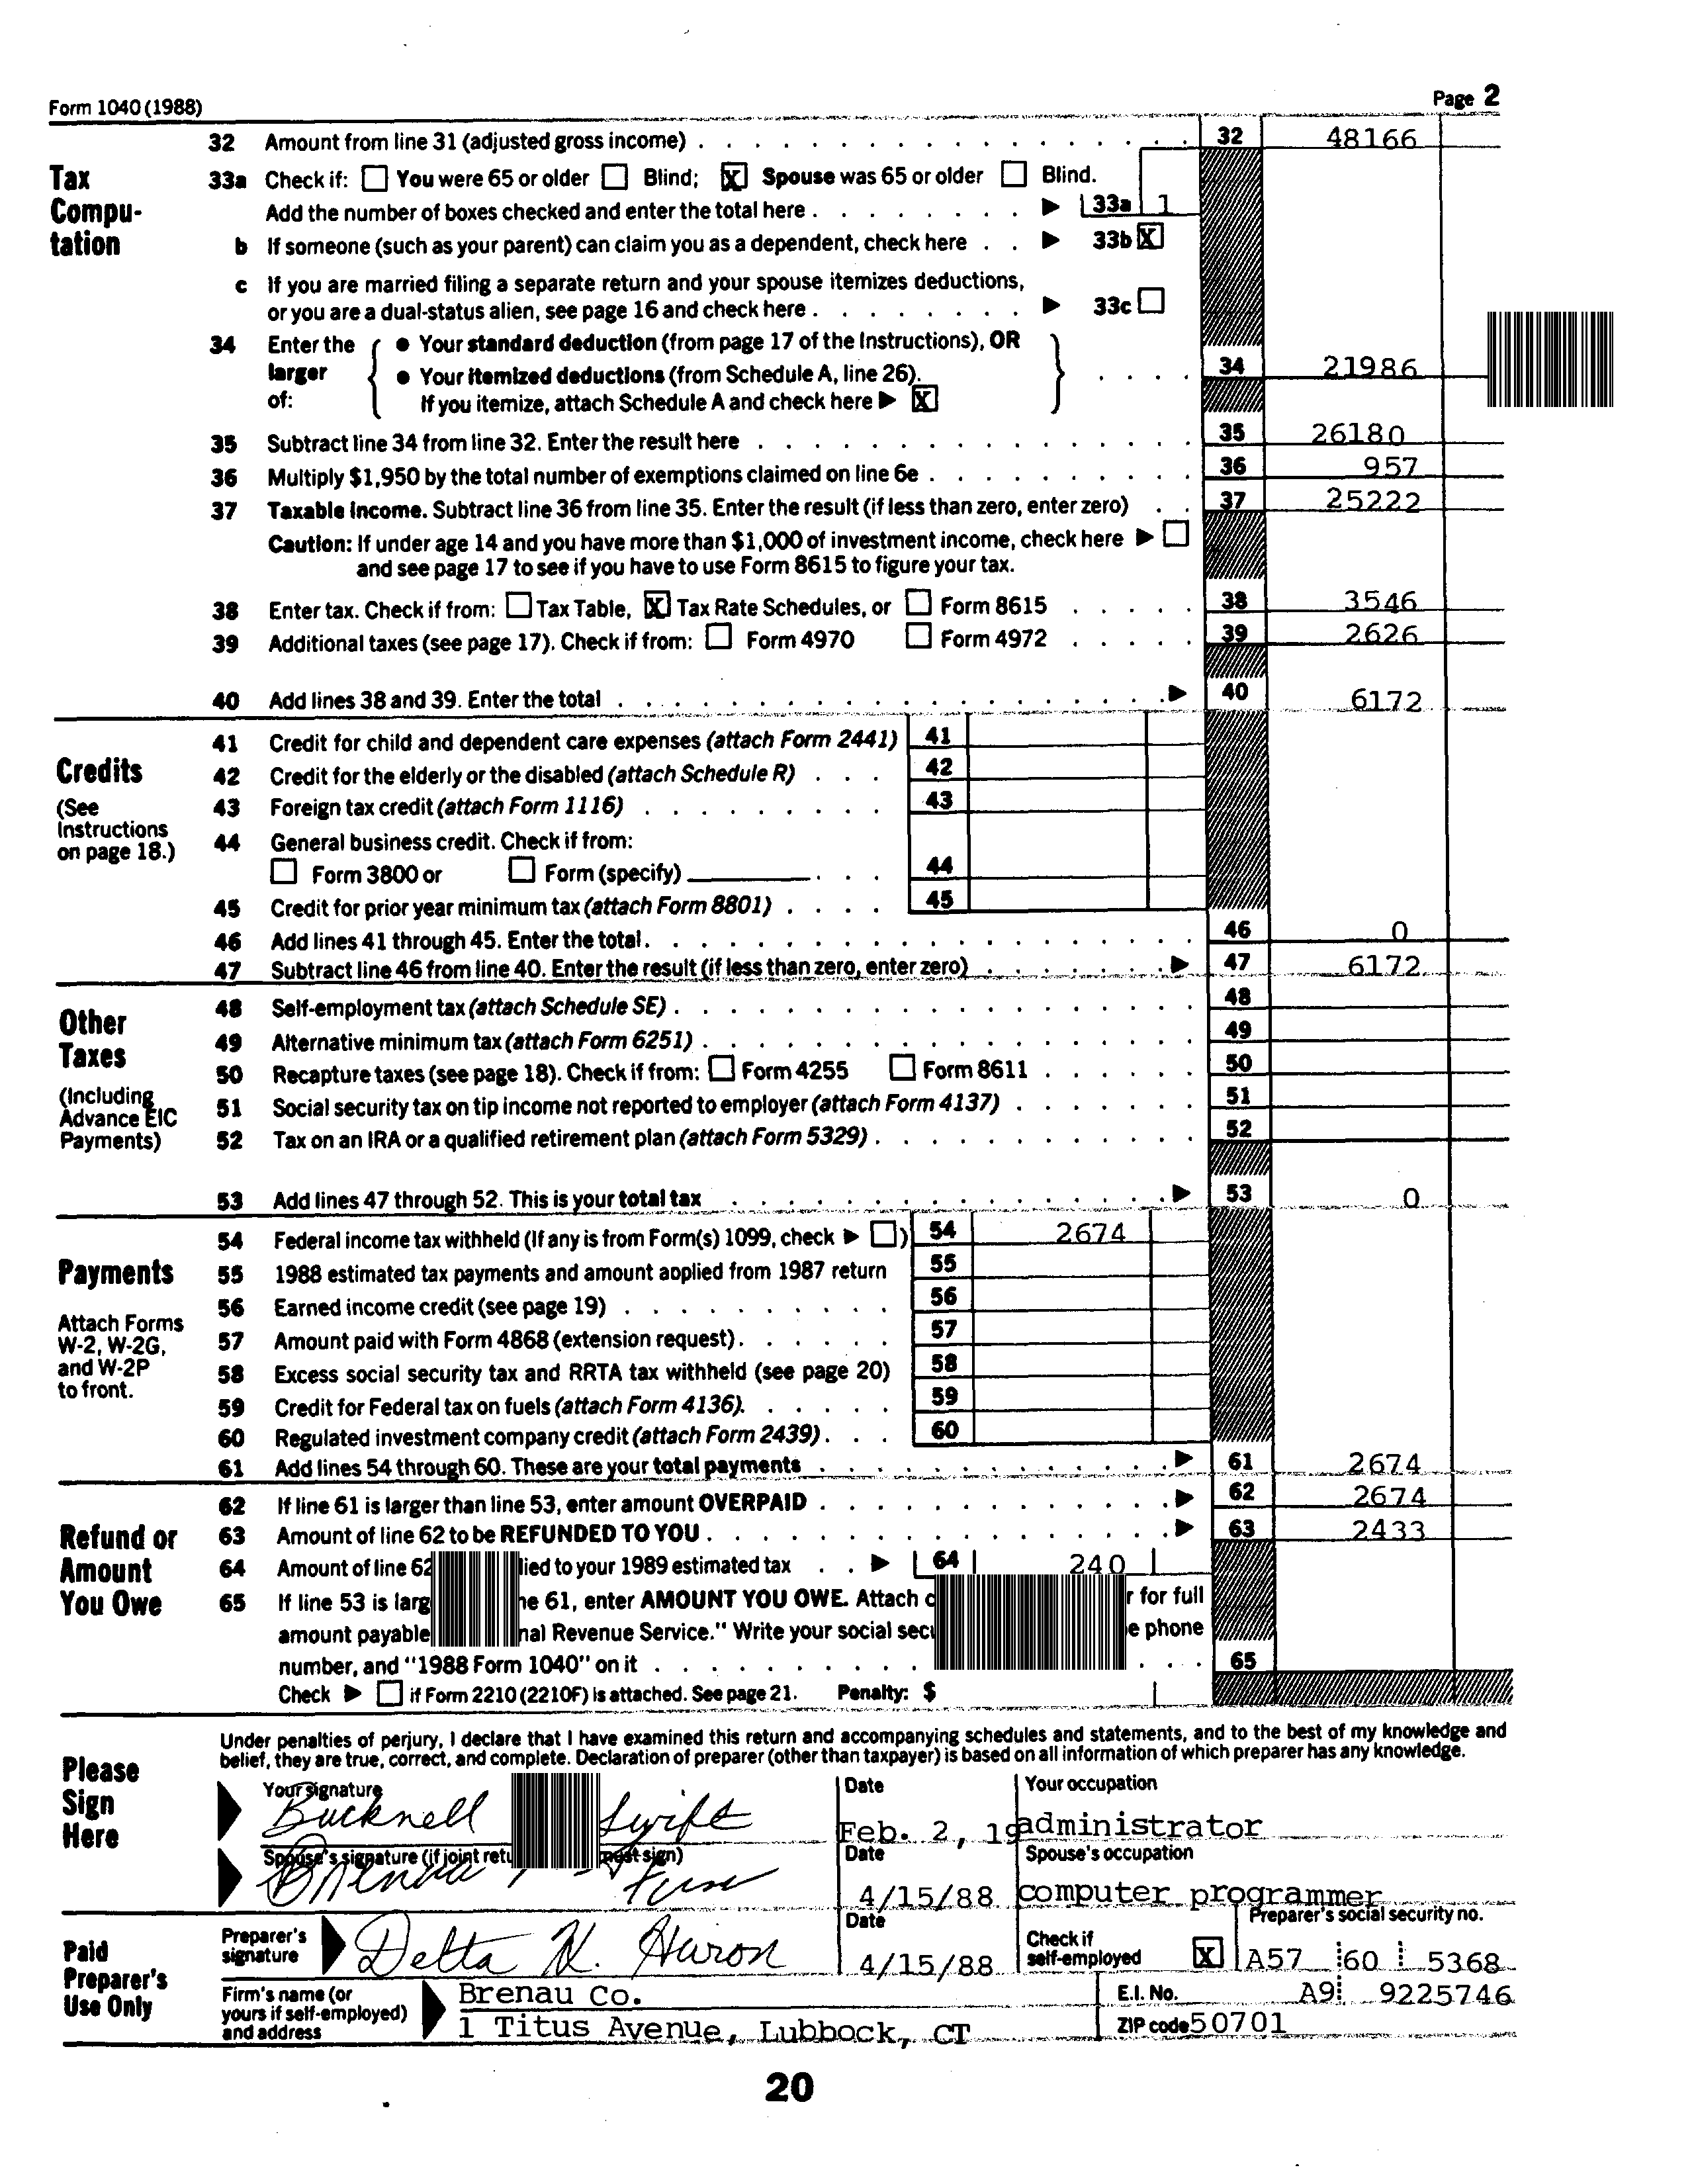 Form 1040 (1988) Page 2
Tax Computation
32 Amount from line 31 (adjusted gross income) 32 48166
33a Check if: You were 65 or older Blind; X Spouse was 65 or older Blind.
Add the number of boxes checked and enter the total here 33a 1
b If someone (such as your parent) can claim you as a dependent, check here 33b X
c If you are married filing a separate return and your spouse itemizes deductions,
or you are a dual-status alien, see page 16 and check here 33c
34 Enter the larger of: { • Your standard deduction (from page 17 of the Instructions), OR
• Your itemized deductions (from Schedule A, line 26).
If you itemize, attach Schedule A and check here X } 34 21986
35 Subtract line 34 from line 32. Enter the result here 35 26180
36 Multiply $1,950 by the total number of exemptions claimed on line 6e 36 957
37 Taxable income. Subtract line 36 from line 35. Enter the result (if less than zero, enter zero) 37 25222
Caution: If under age 14 and you have more than $1,000 of investment income, check here
and see page 17 to see if you have to use Form 8615 to figure your tax.
38 Enter tax. Check if from: Tax Table, X Tax Rate Schedules, or Form 8615 38 3546
39 Additional taxes (see page 17). Check if from: Form 4970 Form 4972 39 2626
40 Add lines 38 and 39. Enter the total 40 6172
Credits
(See Instructions on page 18.)
41 Credit for child and dependent care expenses (attach Form 2441) 41
42 Credit for the elderly or the disabled (attach Schedule R) 42
43 Foreign tax credit (attach Form 1116) 43
44 General business credit. Check if from:
Form 3800 or Form (specify) 44
45 Credit for prior year minimum tax (attach Form 8801) 45
46 Add lines 41 through 45. Enter the total. 46 0
47 Subtract line 46 from line 40. Enter the result (if less than zero, enter zero) 47 6172
Other Taxes
(Including Advance EIC Payments)
48 Self-employment tax (attach Schedule SE) 48
49 Alternative minimum tax (attach Form 6251) 49
50 Recapture taxes (see page 18). Check if from: Form 4255 Form 8611 50
51 Social security tax on tip income not reported to employer (attach Form 4137) 51
52 Tax on an IRA or a qualified retirement plan (attach Form 5329) 52
53 Add lines 47 through 52. This is your total tax 53 0
Payments
Attach Forms W-2, W-2G, and W-2P to front.
54 Federal income tax withheld (If any is from Form(s) 1099, check ) 54 2674
55 1988 estimated tax payments and amount applied from 1987 return 55
56 Earned income credit (see page 19) 56
57 Amount paid with Form 4868 (extension request) 57
58 Excess social security tax and RRTA tax withheld (see page 20) 58
59 Credit for Federal tax on fuels (attach Form 4136). 59
60 Regulated investment company credit (attach Form 2439) 60
61 Add lines 54 through 60. These are your total payments 61 2674
Refund or Amount You Owe
62 If line 61 is larger than line 53, enter amount OVERPAID 62 2674
63 Amount of line 62 to be REFUNDED TO YOU 63 2433
64 Amount of line 62 lied to your 1989 estimated tax 64 240
65 If line 53 is larg ne 61, enter AMOUNT YOU OWE. Attach c r for full
amount payable nal Revenue Service." Write your social secu e phone
number, and "1988 Form 1040" on it 65
Check if Form 2210 (2210F) is attached. See page 21. Penalty: $
Please Sign Here
Under penalties of perjury, I declare that I have examined this return and accompanying schedules and statements, and to the best of my knowledge and
belief, they are true, correct, and complete. Declaration of preparer (other than taxpayer) is based on all information of which preparer has any knowledge.
Your signature Date Your occupation
Bucknell Swift Feb. 2, 19 administrator
Spouse's signature (if joint retu must sign) Date Spouse's occupation
4/15/88 computer programmer
Paid Preparer's Use Only
Preparer's signature Delta N. Huron Date 4/15/88 Check if self-employed X Preparer's social security no. A57 60 5368
Firm's name (or yours if self-employed) and address Brenau Co. E.I. No. A9 9225746
1 Titus Avenue, Lubbock, CT ZIP code 50701
20